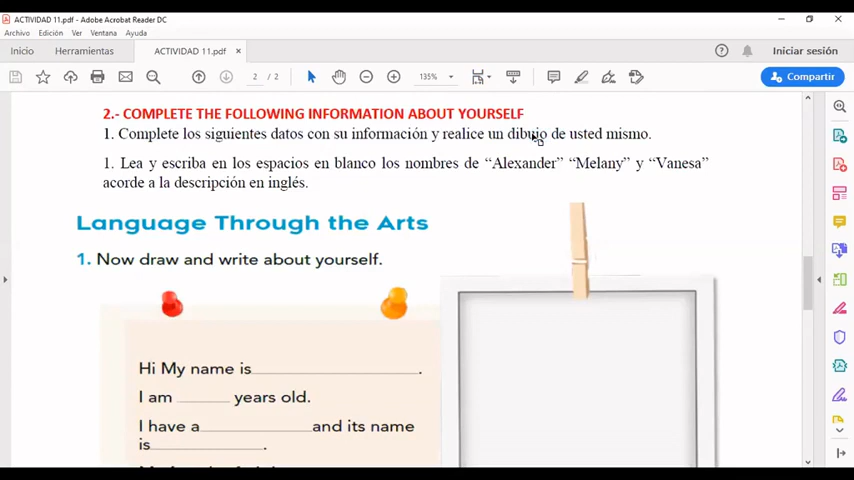 ACTIVIDAD 11.pdf - Adobe Acrobat Reader DC
Archivo Edición Ver Ventana Ayuda
Inicio Herramientas ACTIVIDAD 11.pdf × Iniciar sesión
2 / 2 135% Compartir
2.- COMPLETE THE FOLLOWING INFORMATION ABOUT YOURSELF
1. Complete los siguientes datos con su información y realice un dibujo de usted mismo.
1. Lea y escriba en los espacios en blanco los nombres de “Alexander” “Melany” y “Vanesa”
acorde a la descripción en inglés.
Language Through the Arts
1. Now draw and write about yourself.
Hi My name is____________________.
I am ______ years old.
I have a_____________and its name
is______________.